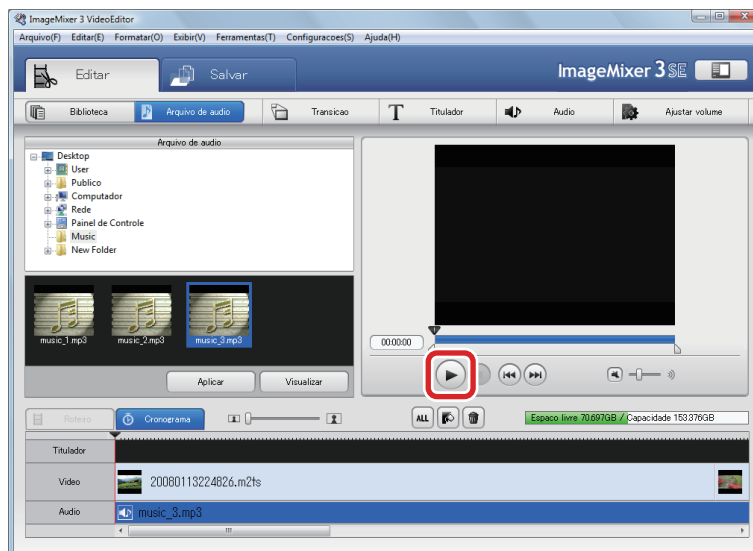 ImageMixer 3 VideoEditor
Arquivo(F) Editar(E) Formatar(O) Exibir(V) Ferramentas(T) Configuracoes(S) Ajuda(H)
Editar Salvar ImageMixer 3 SE
Biblioteca Arquivo de audio Transicao T Titulador Audio Ajustar volume
Arquivo de audio
Desktop
User
Publico
Computador
Rede
Painel de Controle
Music
New Folder
music_1.mp3 music_2.mp3 music_3.mp3
00:00:00
Aplicar Visualizar
Roteiro Cronograma ALL Espaco livre 70.697GB / Capacidade 153.376GB
Titulador
Video 20080113224826.m2ts
Audio music_3.mp3